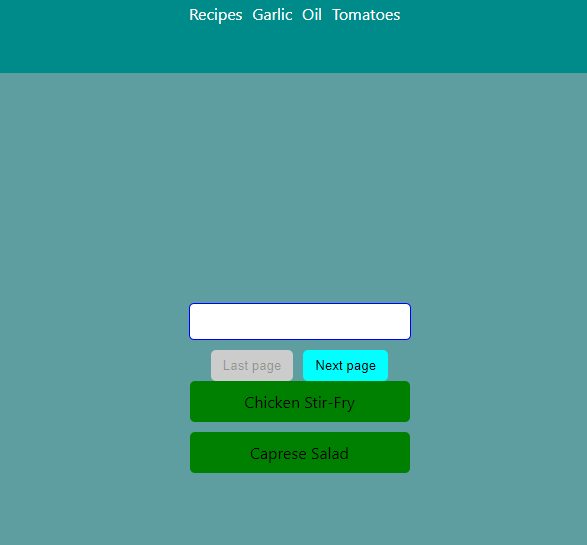 Recipes Garlic Oil Tomatoes
Last page Next page
Chicken Stir-Fry
Caprese Salad